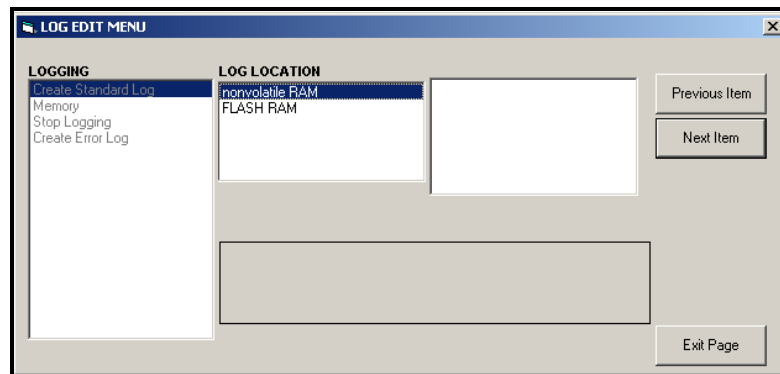 LOG EDIT MENU
LOGGING
Create Standard Log
Memory
Stop Logging
Create Error Log
LOG LOCATION
nonvolatile RAM
FLASH RAM
Previous Item
Next Item
Exit Page